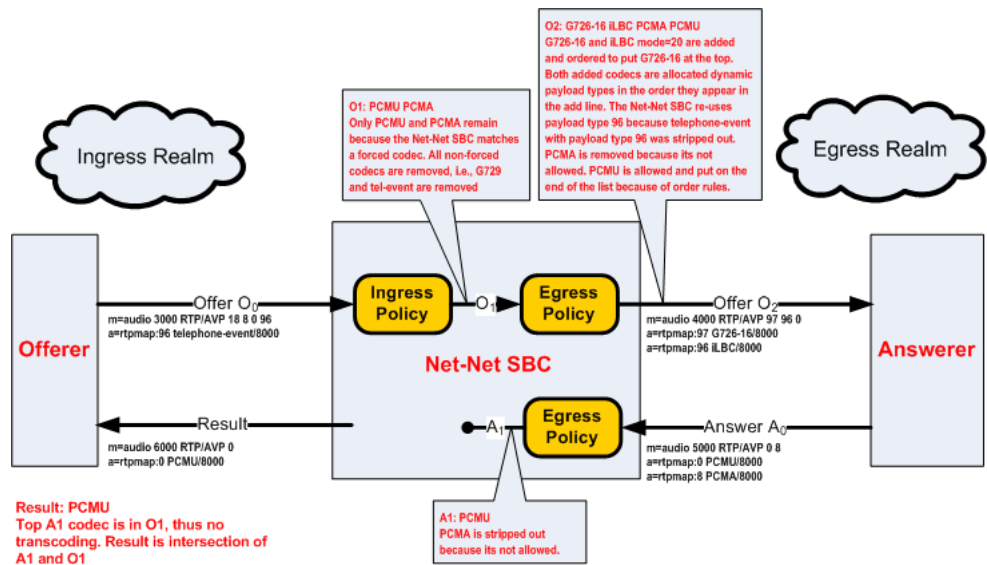 O2: G726-16 iLBC PCMA PCMU
G726-16 and iLBC mode=20 are added
and ordered to put G726-16 at the top.
Both added codecs are allocated dynamic
payload types in the order they appear in
the add line. The Net-Net SBC re-uses
payload type 96 because telephone-event
with payload type 96 was stripped out.
PCMA is removed because its not
allowed. PCMU is allowed and put on the
end of the list because of order rules.
O1: PCMU PCMA
Only PCMU and PCMA remain
because the Net-Net SBC matches
a forced codec. All non-forced
codecs are removed, i.e., G729
and tel-event are removed
Ingress Realm
Egress Realm
Offerer
Offer O0
m=audio 3000 RTP/AVP 18 8 0 96
a=rtpmap:96 telephone-event/8000
Ingress
Policy
O1
Egress
Policy
Net-Net SBC
Offer O2
m=audio 4000 RTP/AVP 97 96 0
a=rtpmap:97 G726-16/8000
a=rtpmap:96 iLBC/8000
Answerer
Result
m=audio 6000 RTP/AVP 0
a=rtpmap:0 PCMU/8000
A1
Egress
Policy
Answer A0
m=audio 5000 RTP/AVP 0 8
a=rtpmap:0 PCMU/8000
a=rtpmap:8 PCMA/8000
Result: PCMU
Top A1 codec is in O1, thus no
transcoding. Result is intersection of
A1 and O1
A1: PCMU
PCMA is stripped out
because its not allowed.